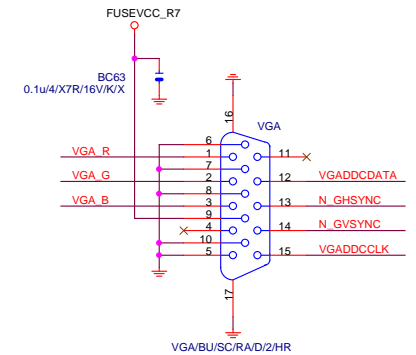 FUSEVCC_R7
BC63
0.1u/4/X7R/16V/K/X
16
VGA
6
VGA_R 1 11
7
VGA_G 2 12 VGADDCDATA
8
VGA_B 3 13 N_GHSYNC
9
4 14 N_GVSYNC
10
5 15 VGADDCCLK
17
VGA/BU/SC/RA/D/2/HR